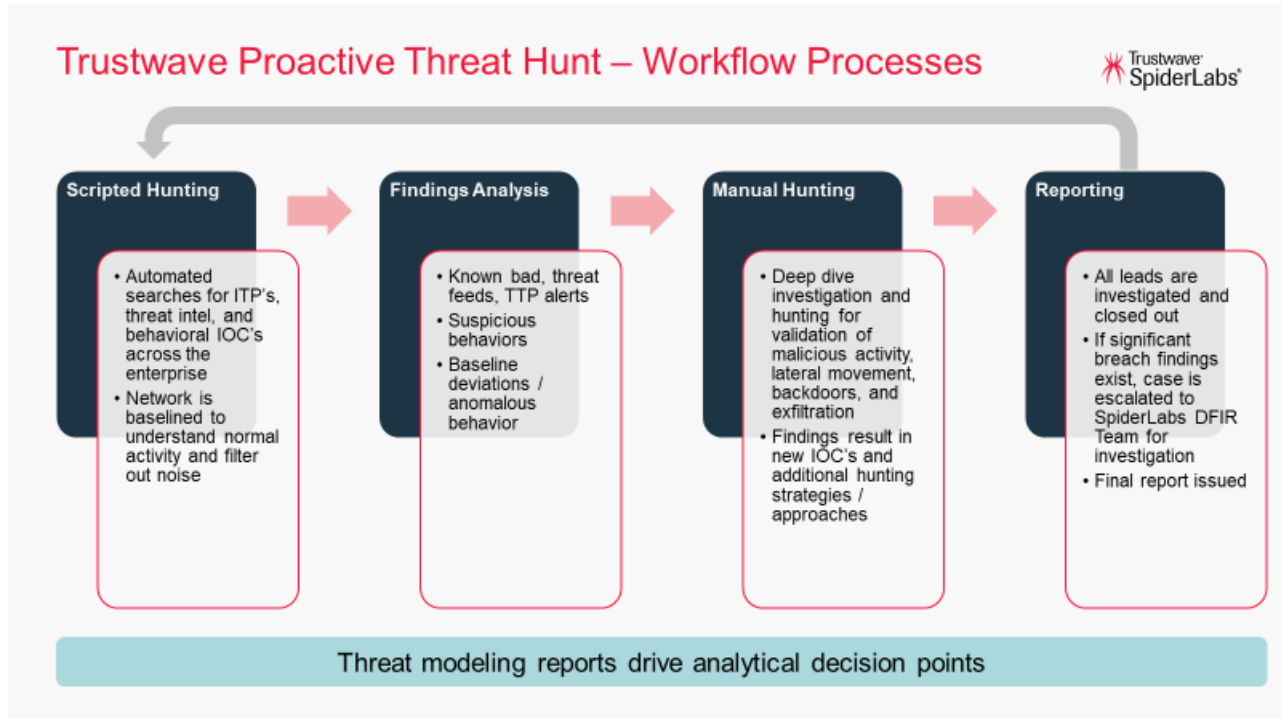 Trustwave Proactive Threat Hunt – Workflow Processes
Trustwave®
SpiderLabs®
Scripted Hunting
• Automated
searches for ITP's,
threat intel, and
behavioral IOC's
across the
enterprise
• Network is
baselined to
understand normal
activity and filter
out noise
Findings Analysis
• Known bad, threat
feeds, TTP alerts
• Suspicious
behaviors
• Baseline
deviations /
anomalous
behavior
Manual Hunting
• Deep dive
investigation and
hunting for
validation of
malicious activity,
lateral movement,
backdoors, and
exfiltration
• Findings result in
new IOC's and
additional hunting
strategies /
approaches
Reporting
• All leads are
investigated and
closed out
• If significant
breach findings
exist, case is
escalated to
SpiderLabs DFIR
Team for
investigation
• Final report issued
Threat modeling reports drive analytical decision points